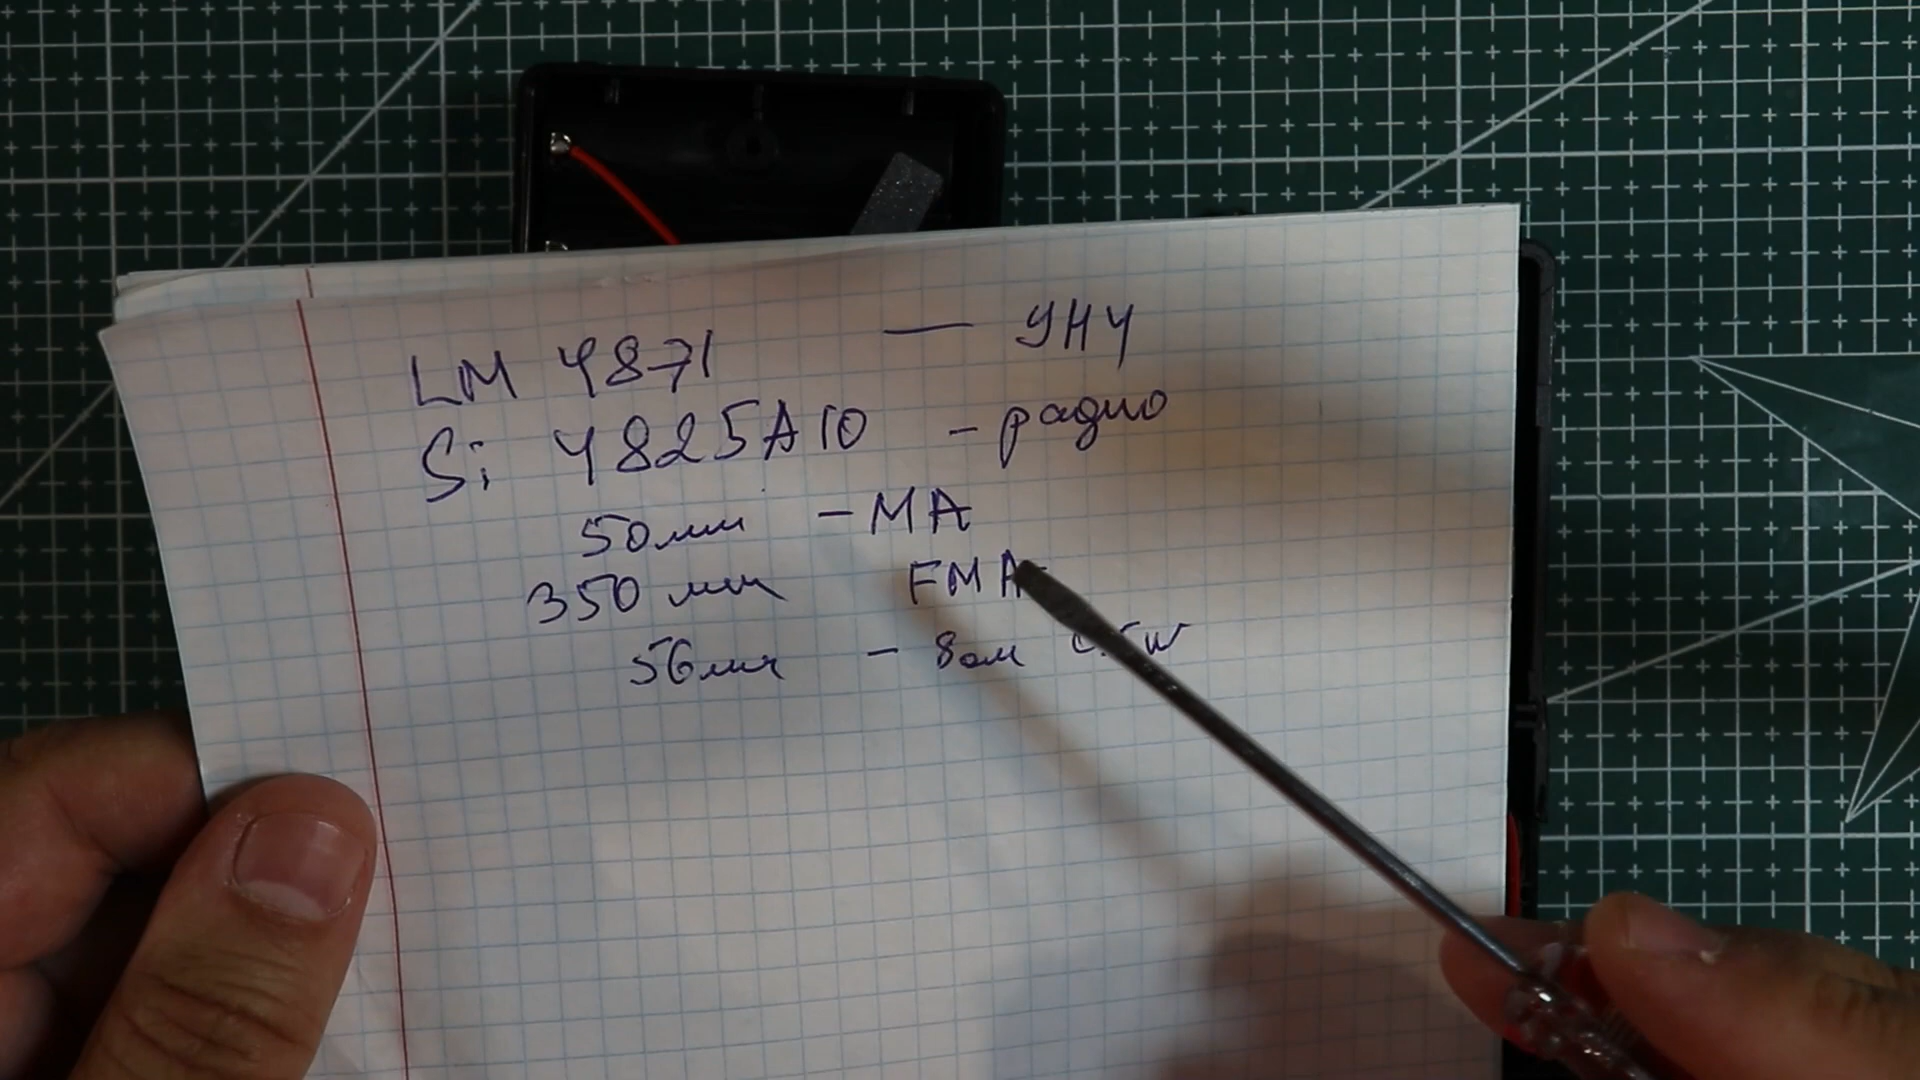 LM 4871 — УНЧ
Si 4825A10 - радио
50мм - МА
350 мм FMA
56мм - 8ом W